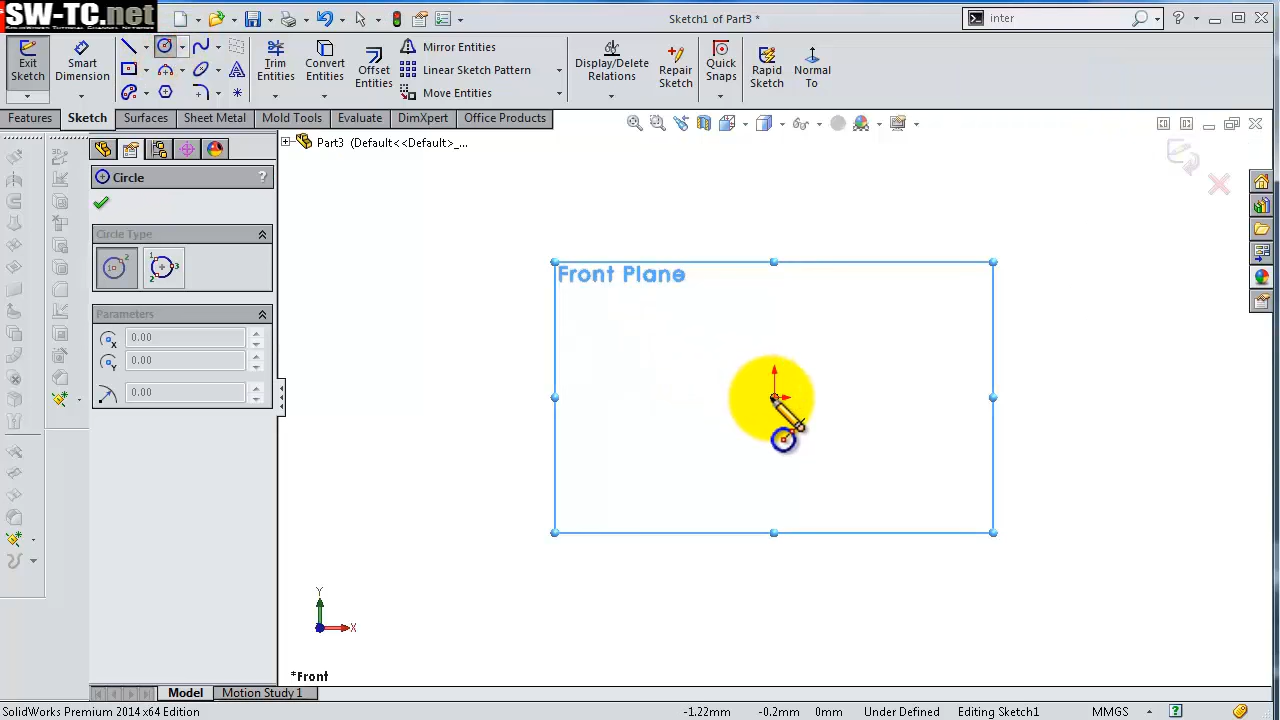 SW-TC.net
SolidWorks Tutorial Channel Network
Sketch1 of Part3 *
inter
Exit Sketch
Smart Dimension
Trim Entities
Convert Entities
Offset Entities
Mirror Entities
Linear Sketch Pattern
Move Entities
Display/Delete Relations
Repair Sketch
Quick Snaps
Rapid Sketch
Normal To
Features
Sketch
Surfaces
Sheet Metal
Mold Tools
Evaluate
DimXpert
Office Products
Part3 (Default<<Default>_...
Circle
?
Circle Type
Parameters
0.00
0.00
0.00
Front Plane
Y
X
*Front
Model
Motion Study 1
SolidWorks Premium 2014 x64 Edition
-1.22mm
-0.2mm
0mm
Under Defined
Editing Sketch1
MMGS